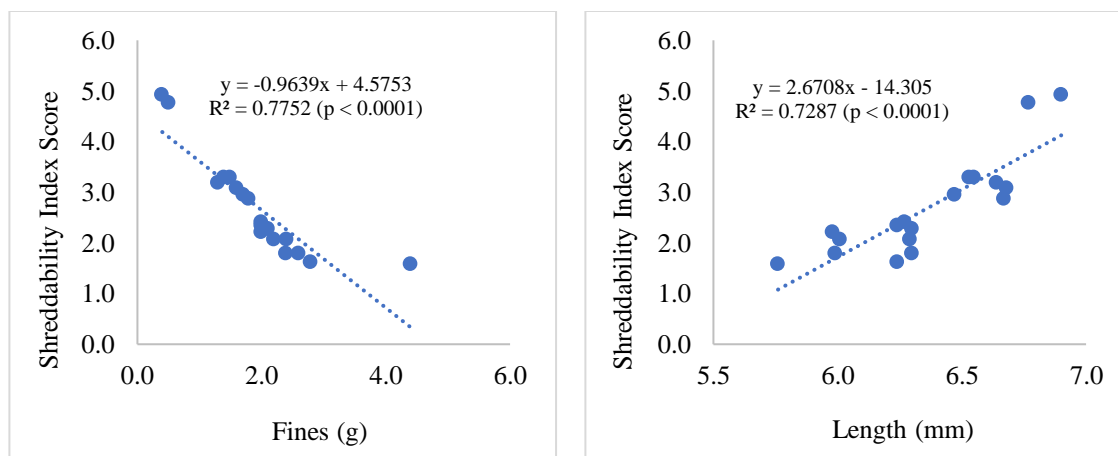 6.0
5.0
4.0
3.0
2.0
1.0
0.0
Shreddability Index Score
y = -0.9639x + 4.5753
R² = 0.7752 (p < 0.0001)
0.0 2.0 4.0 6.0
Fines (g)
6.0
5.0
4.0
3.0
2.0
1.0
0.0
Shreddability Index Score
y = 2.6708x - 14.305
R² = 0.7287 (p < 0.0001)
5.5 6.0 6.5 7.0
Length (mm)